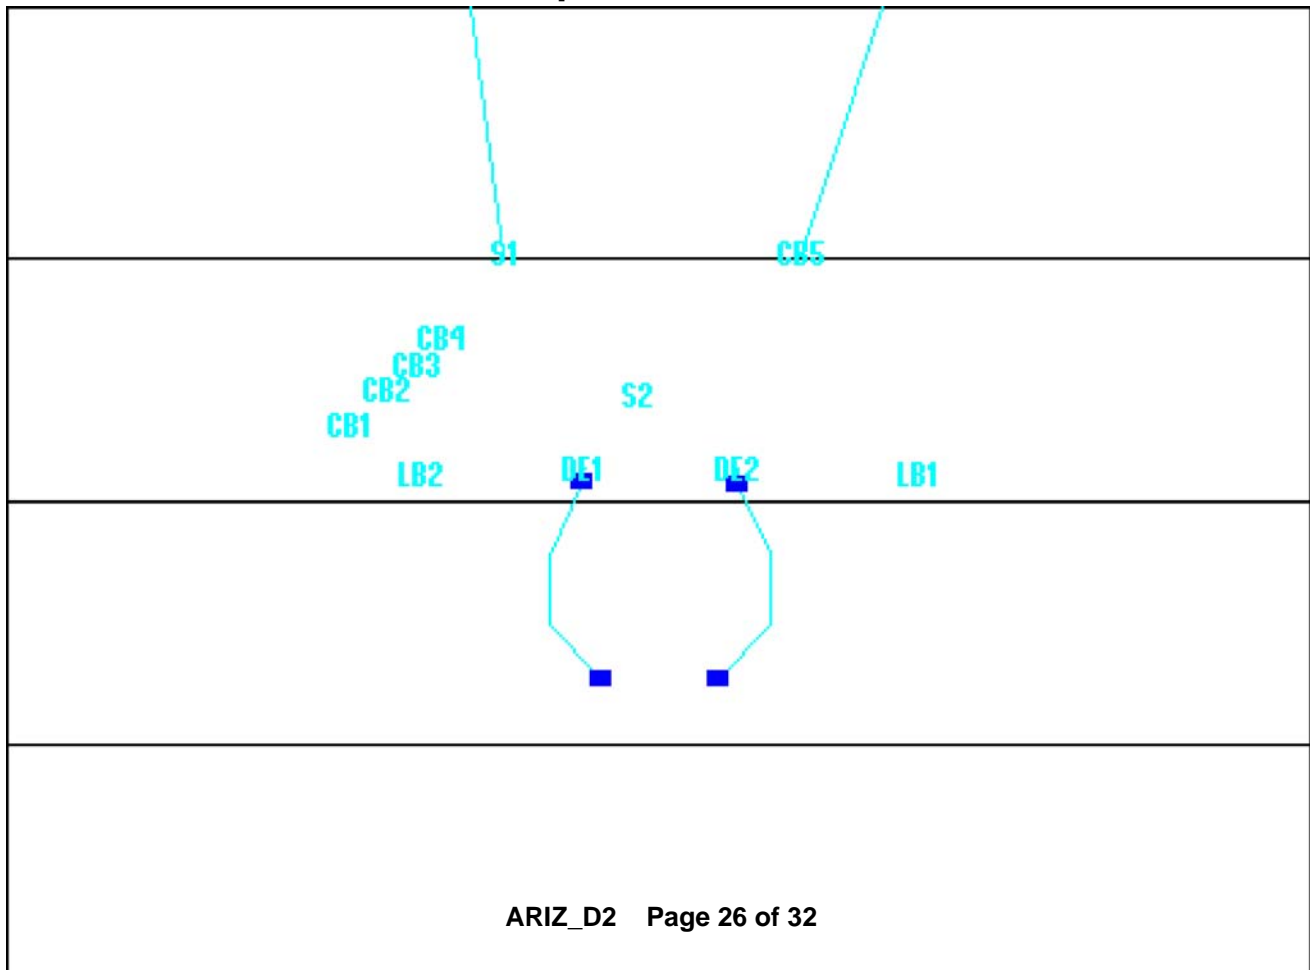 S1 CB5
CB4
CB3
CB2 S2
CB1
LB2 DE1 DE2 LB1
ARIZ_D2 Page 26 of 32